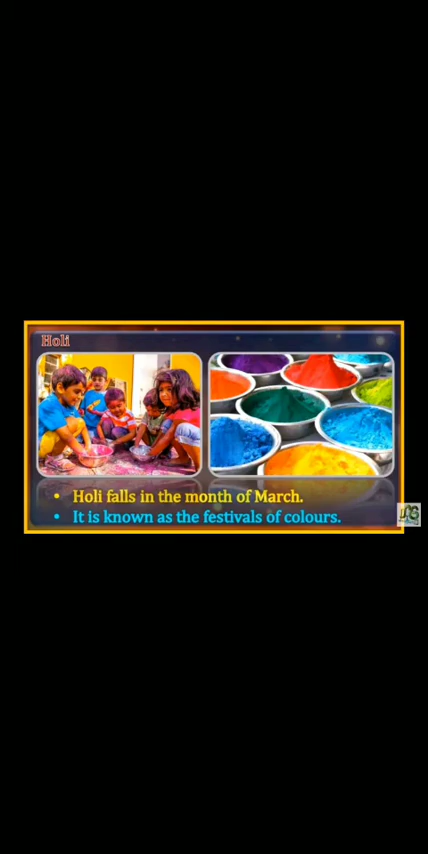 Holi
• Holi falls in the month of March.
• It is known as the festivals of colours.